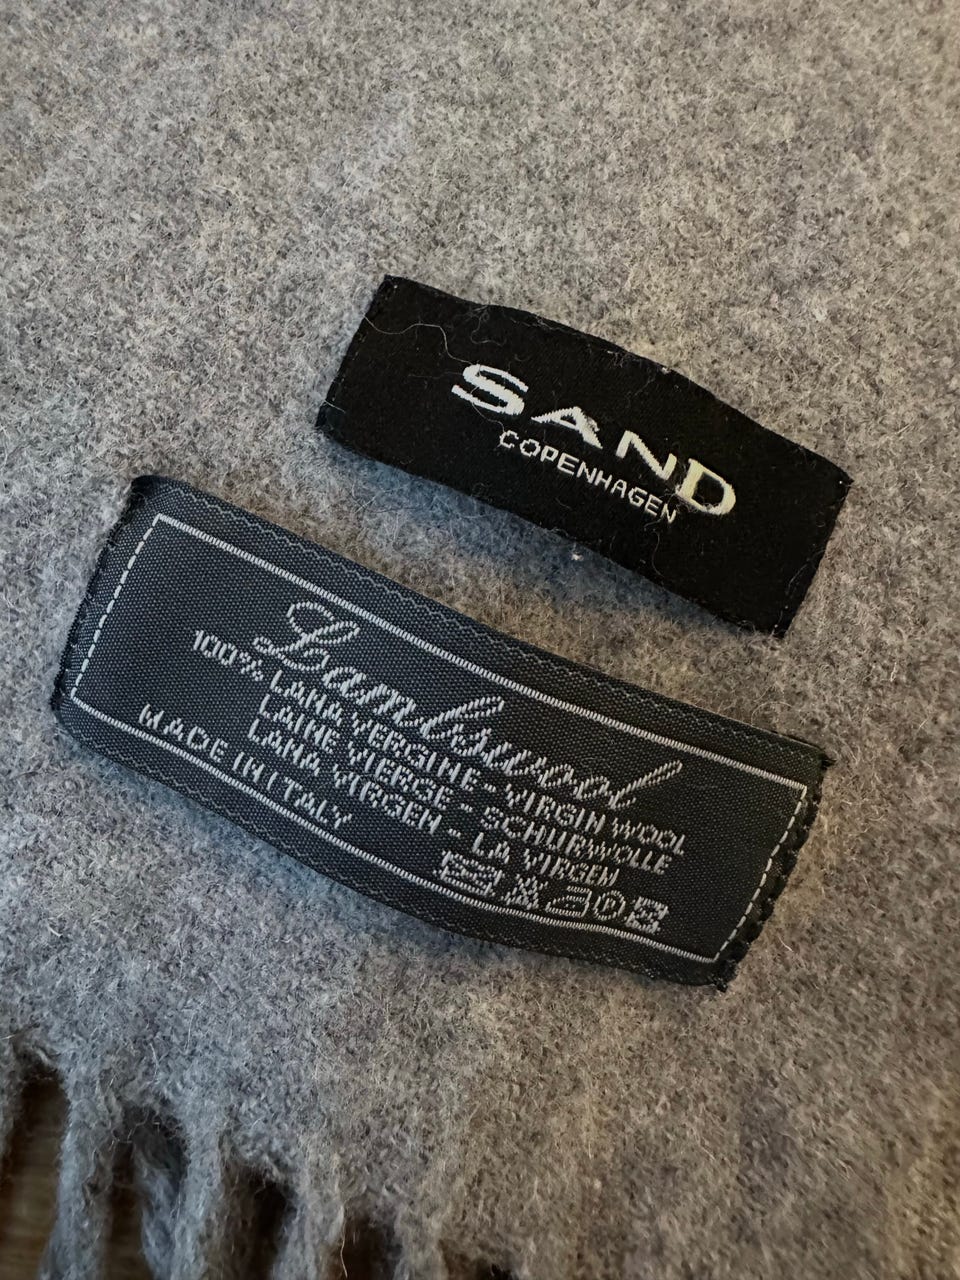 SAND
COPENHAGEN
Lambswool
100% LANA VERGINE - VIRGIN WOOL
LAINE VIERGE - SCHURWOLLE
LANA VIRGEN - LA VIRGEN
MADE IN ITALY
P